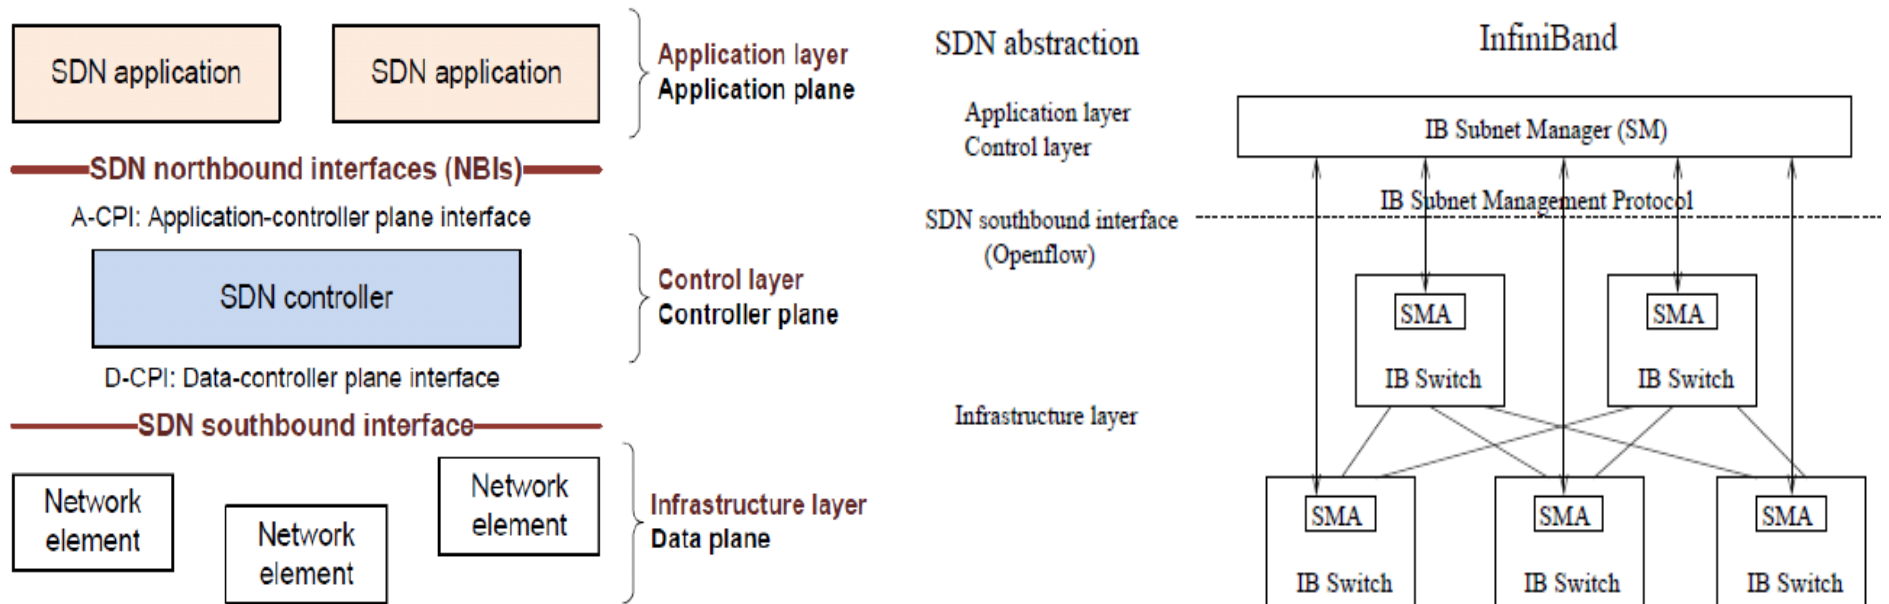 SDN application
SDN application
Application layer
Application plane
SDN northbound interfaces (NBIs)
A-CPI: Application-controller plane interface
SDN controller
Control layer
Controller plane
D-CPI: Data-controller plane interface
SDN southbound interface
Network
element
Network
element
Network
element
Infrastructure layer
Data plane
SDN abstraction
InfiniBand
Application layer
Control layer
IB Subnet Manager (SM)
IB Subnet Management Protocol
SDN southbound interface
(Openflow)
SMA
IB Switch
SMA
IB Switch
Infrastructure layer
SMA
IB Switch
SMA
IB Switch
SMA
IB Switch